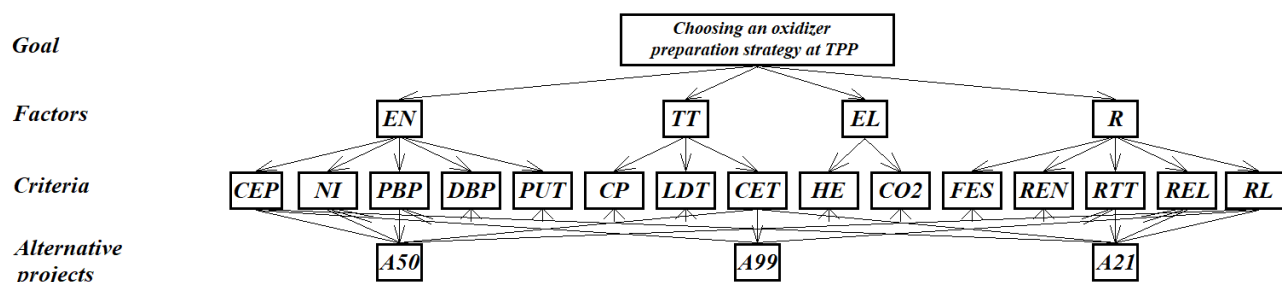 Choosing an oxidizer
Goal
preparation strategy at TPP
Factors EN TT EL R
Criteria CEP NI PBP DBP PUT CP LDT CET HE CO2 FES REN RTT REL RL
Alternative
projects A50 A99 A21